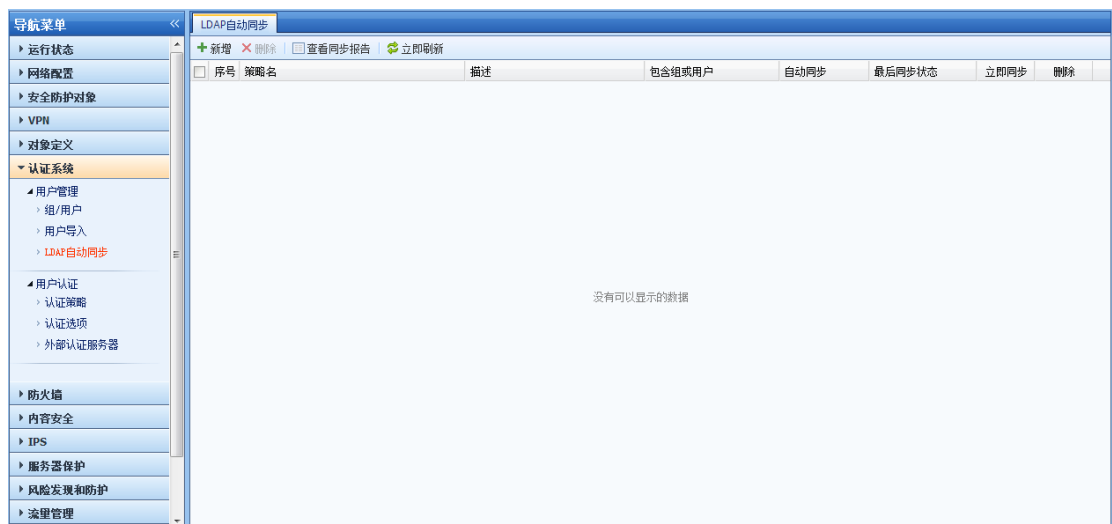 导航菜单
LDAP自动同步
运行状态
网络配置
安全防护对象
VPN
对象定义
认证系统
用户管理
组/用户
用户导入
LDAP自动同步
用户认证
认证策略
认证选项
外部认证服务器
防火墙
内容安全
IPS
服务器保护
风险发现和防护
流量管理
新增 删除 查看同步报告 立即刷新
序号 策略名 描述 包含组或用户 自动同步 最后同步状态 立即同步 删除
没有可以显示的数据